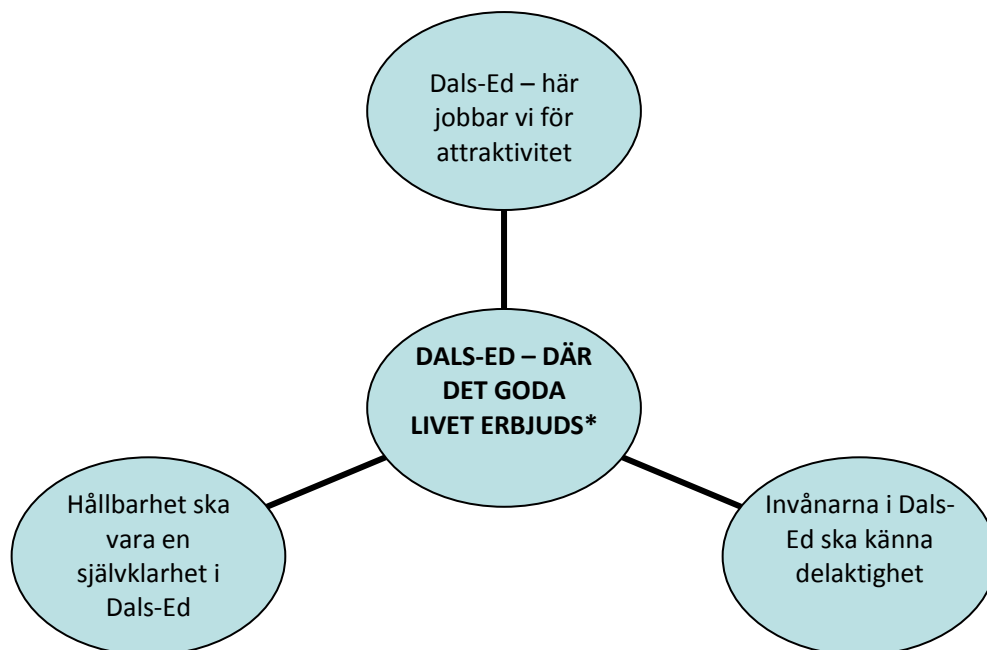 Dals-Ed – här
jobbar vi för
attraktivitet
DALS-ED – DÄR
DET GODA
LIVET ERBJUDS*
Hållbarhet ska
vara en
självklarhet i
Dals-Ed
Invånarna i Dals-
Ed ska känna
delaktighet